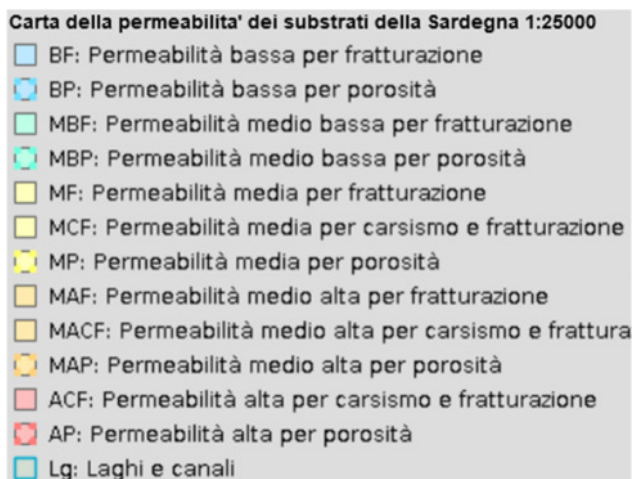 Carta della permeabilita' dei substrati della Sardegna 1:25000
BF: Permeabilità bassa per fratturazione
BP: Permeabilità bassa per porosità
MBF: Permeabilità medio bassa per fratturazione
MBP: Permeabilità medio bassa per porosità
MF: Permeabilità media per fratturazione
MCF: Permeabilità media per carsismo e fratturazione
MP: Permeabilità media per porosità
MAF: Permeabilità medio alta per fratturazione
MACF: Permeabilità medio alta per carsismo e frattura
MAP: Permeabilità medio alta per porosità
ACF: Permeabilità alta per carsismo e fratturazione
AP: Permeabilità alta per porosità
Lg: Laghi e canali